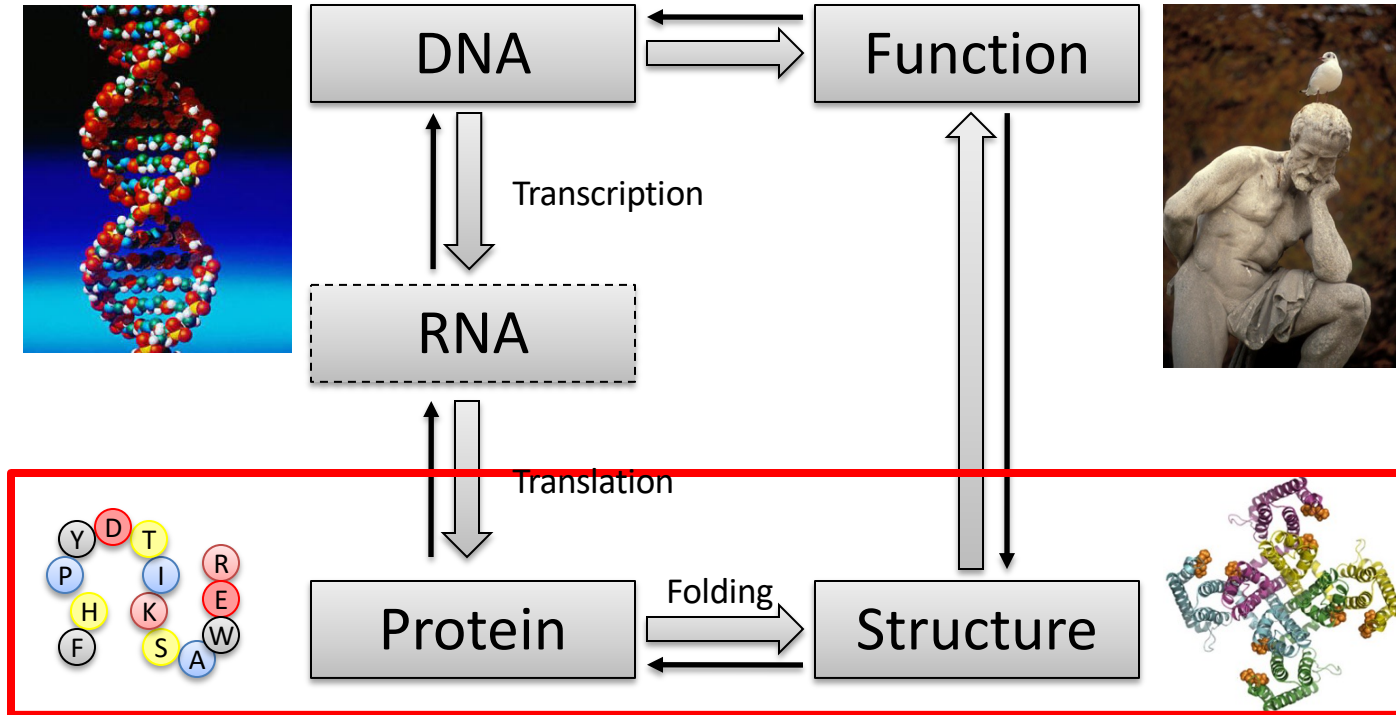 DNA
Function
Transcription
RNA
Translation
Protein
Folding
Structure
F
H
P
Y
D
T
I
K
S
A
W
E
R